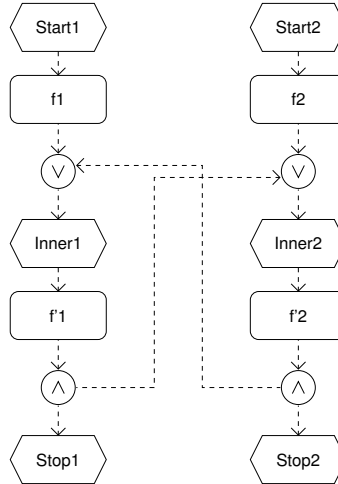 Start1
Start2
f1
f2
∨
∨
Inner1
Inner2
f'1
f'2
∧
∧
Stop1
Stop2